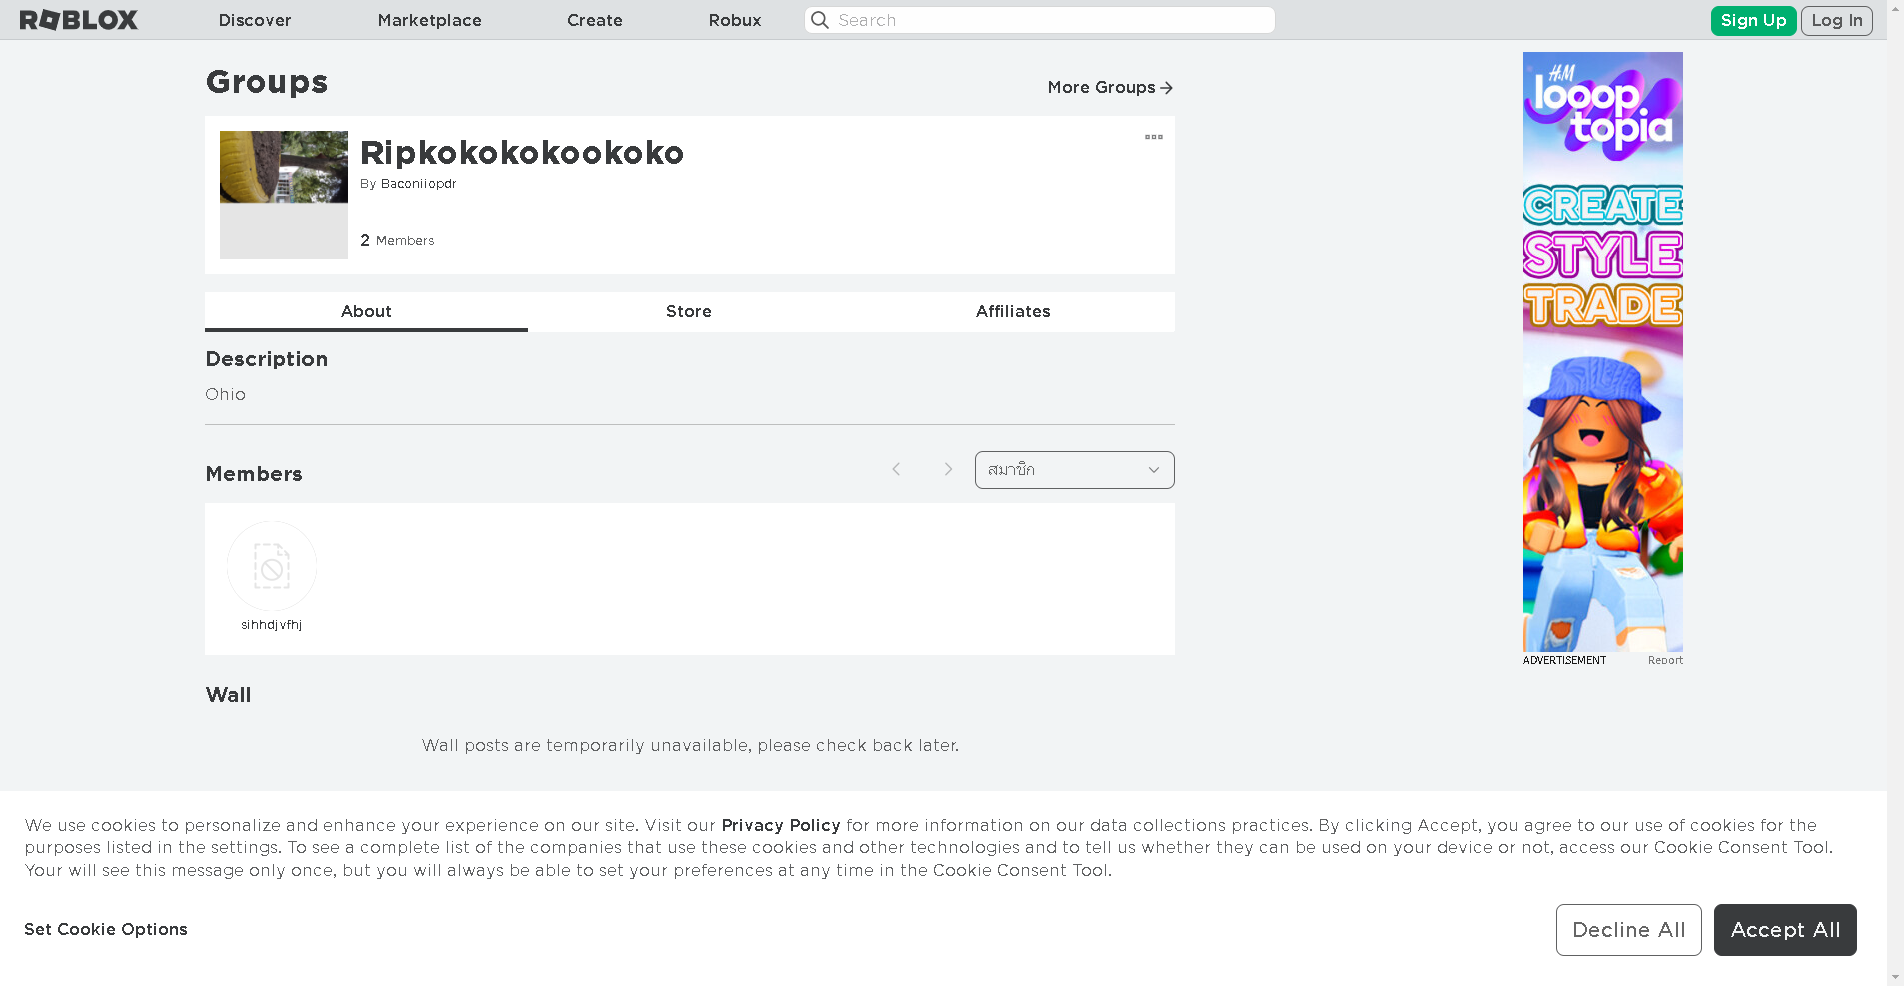 ROBLOX
Discover
Marketplace
Create
Robux
Search
Sign Up
Log In
Groups
More Groups
Ripkokokokookoko
By Baconiiopdr
2 Members
About
Store
Affiliates
Description
Ohio
Members
สมาชิก
sihhdjvfhj
Wall
Wall posts are temporarily unavailable, please check back later.
H&M
looop
topia
CREATE
STYLE
TRADE
ADVERTISEMENT
Report
We use cookies to personalize and enhance your experience on our site. Visit our Privacy Policy for more information on our data collections practices. By clicking Accept, you agree to our use of cookies for the
purposes listed in the settings. To see a complete list of the companies that use these cookies and other technologies and to tell us whether they can be used on your device or not, access our Cookie Consent Tool.
Your will see this message only once, but you will always be able to set your preferences at any time in the Cookie Consent Tool.
Set Cookie Options
Decline All
Accept All